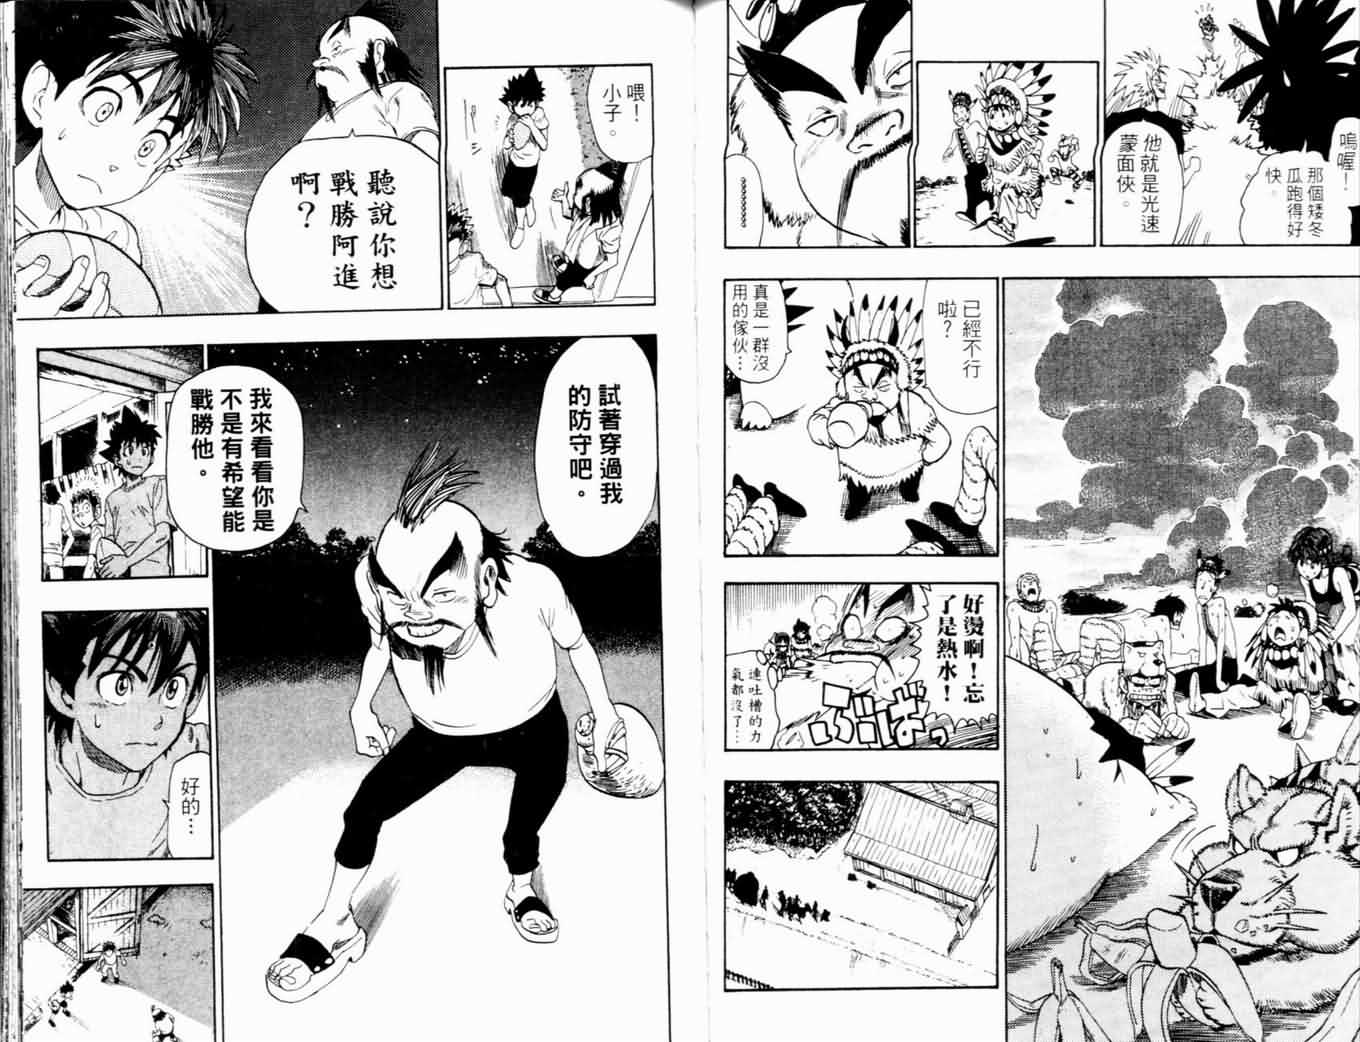 嗚喔！
那個矮冬
瓜跑得好
快。
他就是光速
蒙面俠。
…………
已經不行
啦？
真是一群沒
用的傢伙…
好燙啊！忘
了是熱水！
連吐槽的力
氣都沒了…
ぶばっ
喂！
小子。
聽說你想
戰勝阿進
啊？
試著穿過我
的防守吧。
我來看看你是
不是有希望能
戰勝他。
好的…